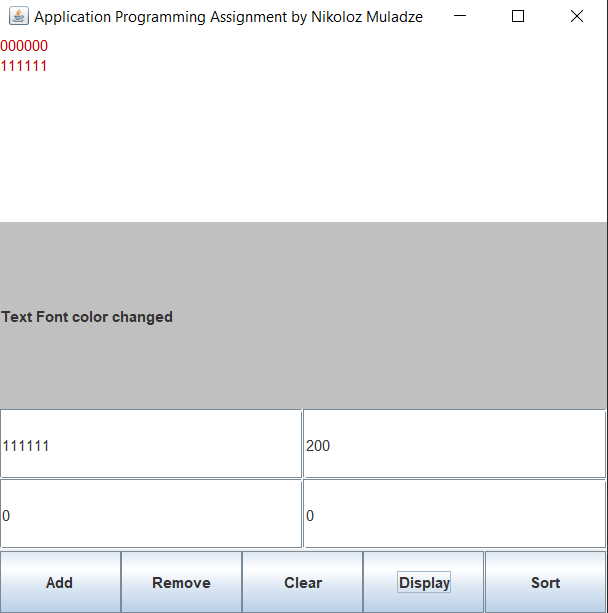 Application Programming Assignment by Nikoloz Muladze
000000
111111
Text Font color changed
111111 200
0 0
Add Remove Clear Display Sort